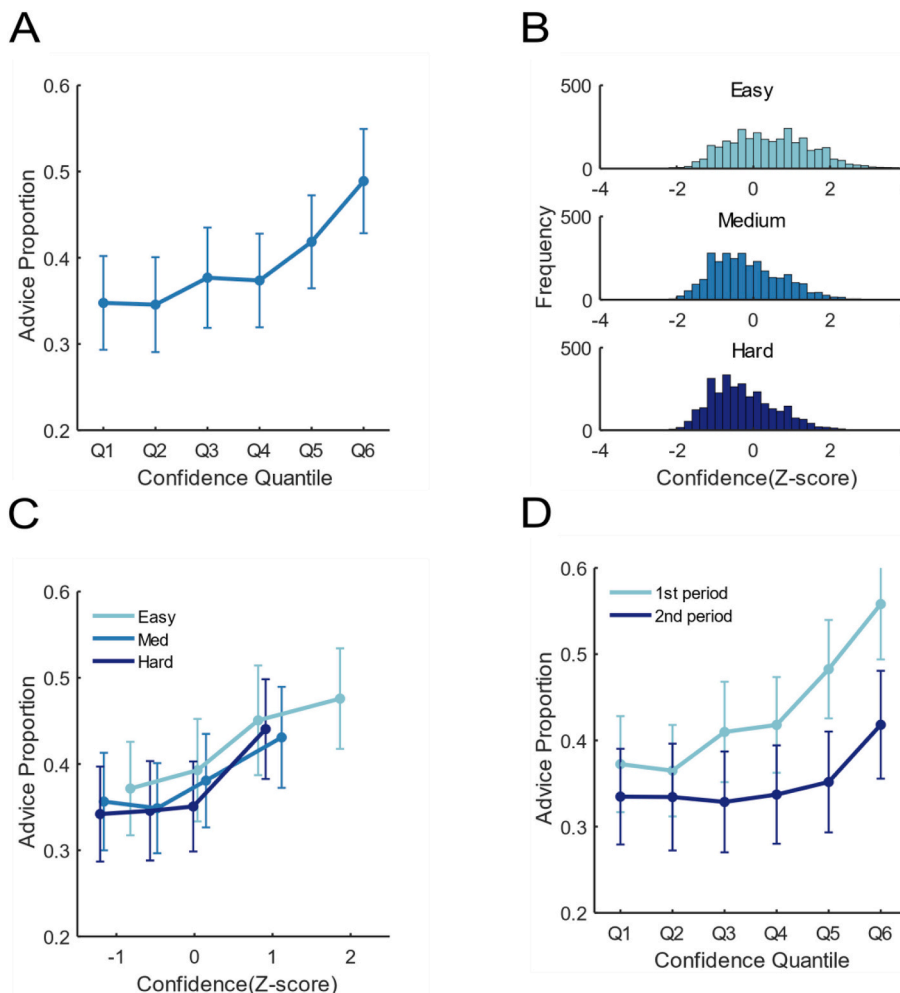 A
0.6
0.5
0.4
0.3
0.2
Advice Proportion
Q1 Q2 Q3 Q4 Q5 Q6
Confidence Quantile
B
500
Easy
0
-4 -2 0 2
500
Medium
0
-4 -2 0 2
500
Hard
0
-4 -2 0 2
Frequency
Confidence(Z-score)
C
0.6
Easy
Med
Hard
0.5
0.4
0.3
0.2
Advice Proportion
-1 0 1 2
Confidence(Z-score)
D
0.6
1st period
2nd period
0.5
0.4
0.3
0.2
Advice Proportion
Q1 Q2 Q3 Q4 Q5 Q6
Confidence Quantile